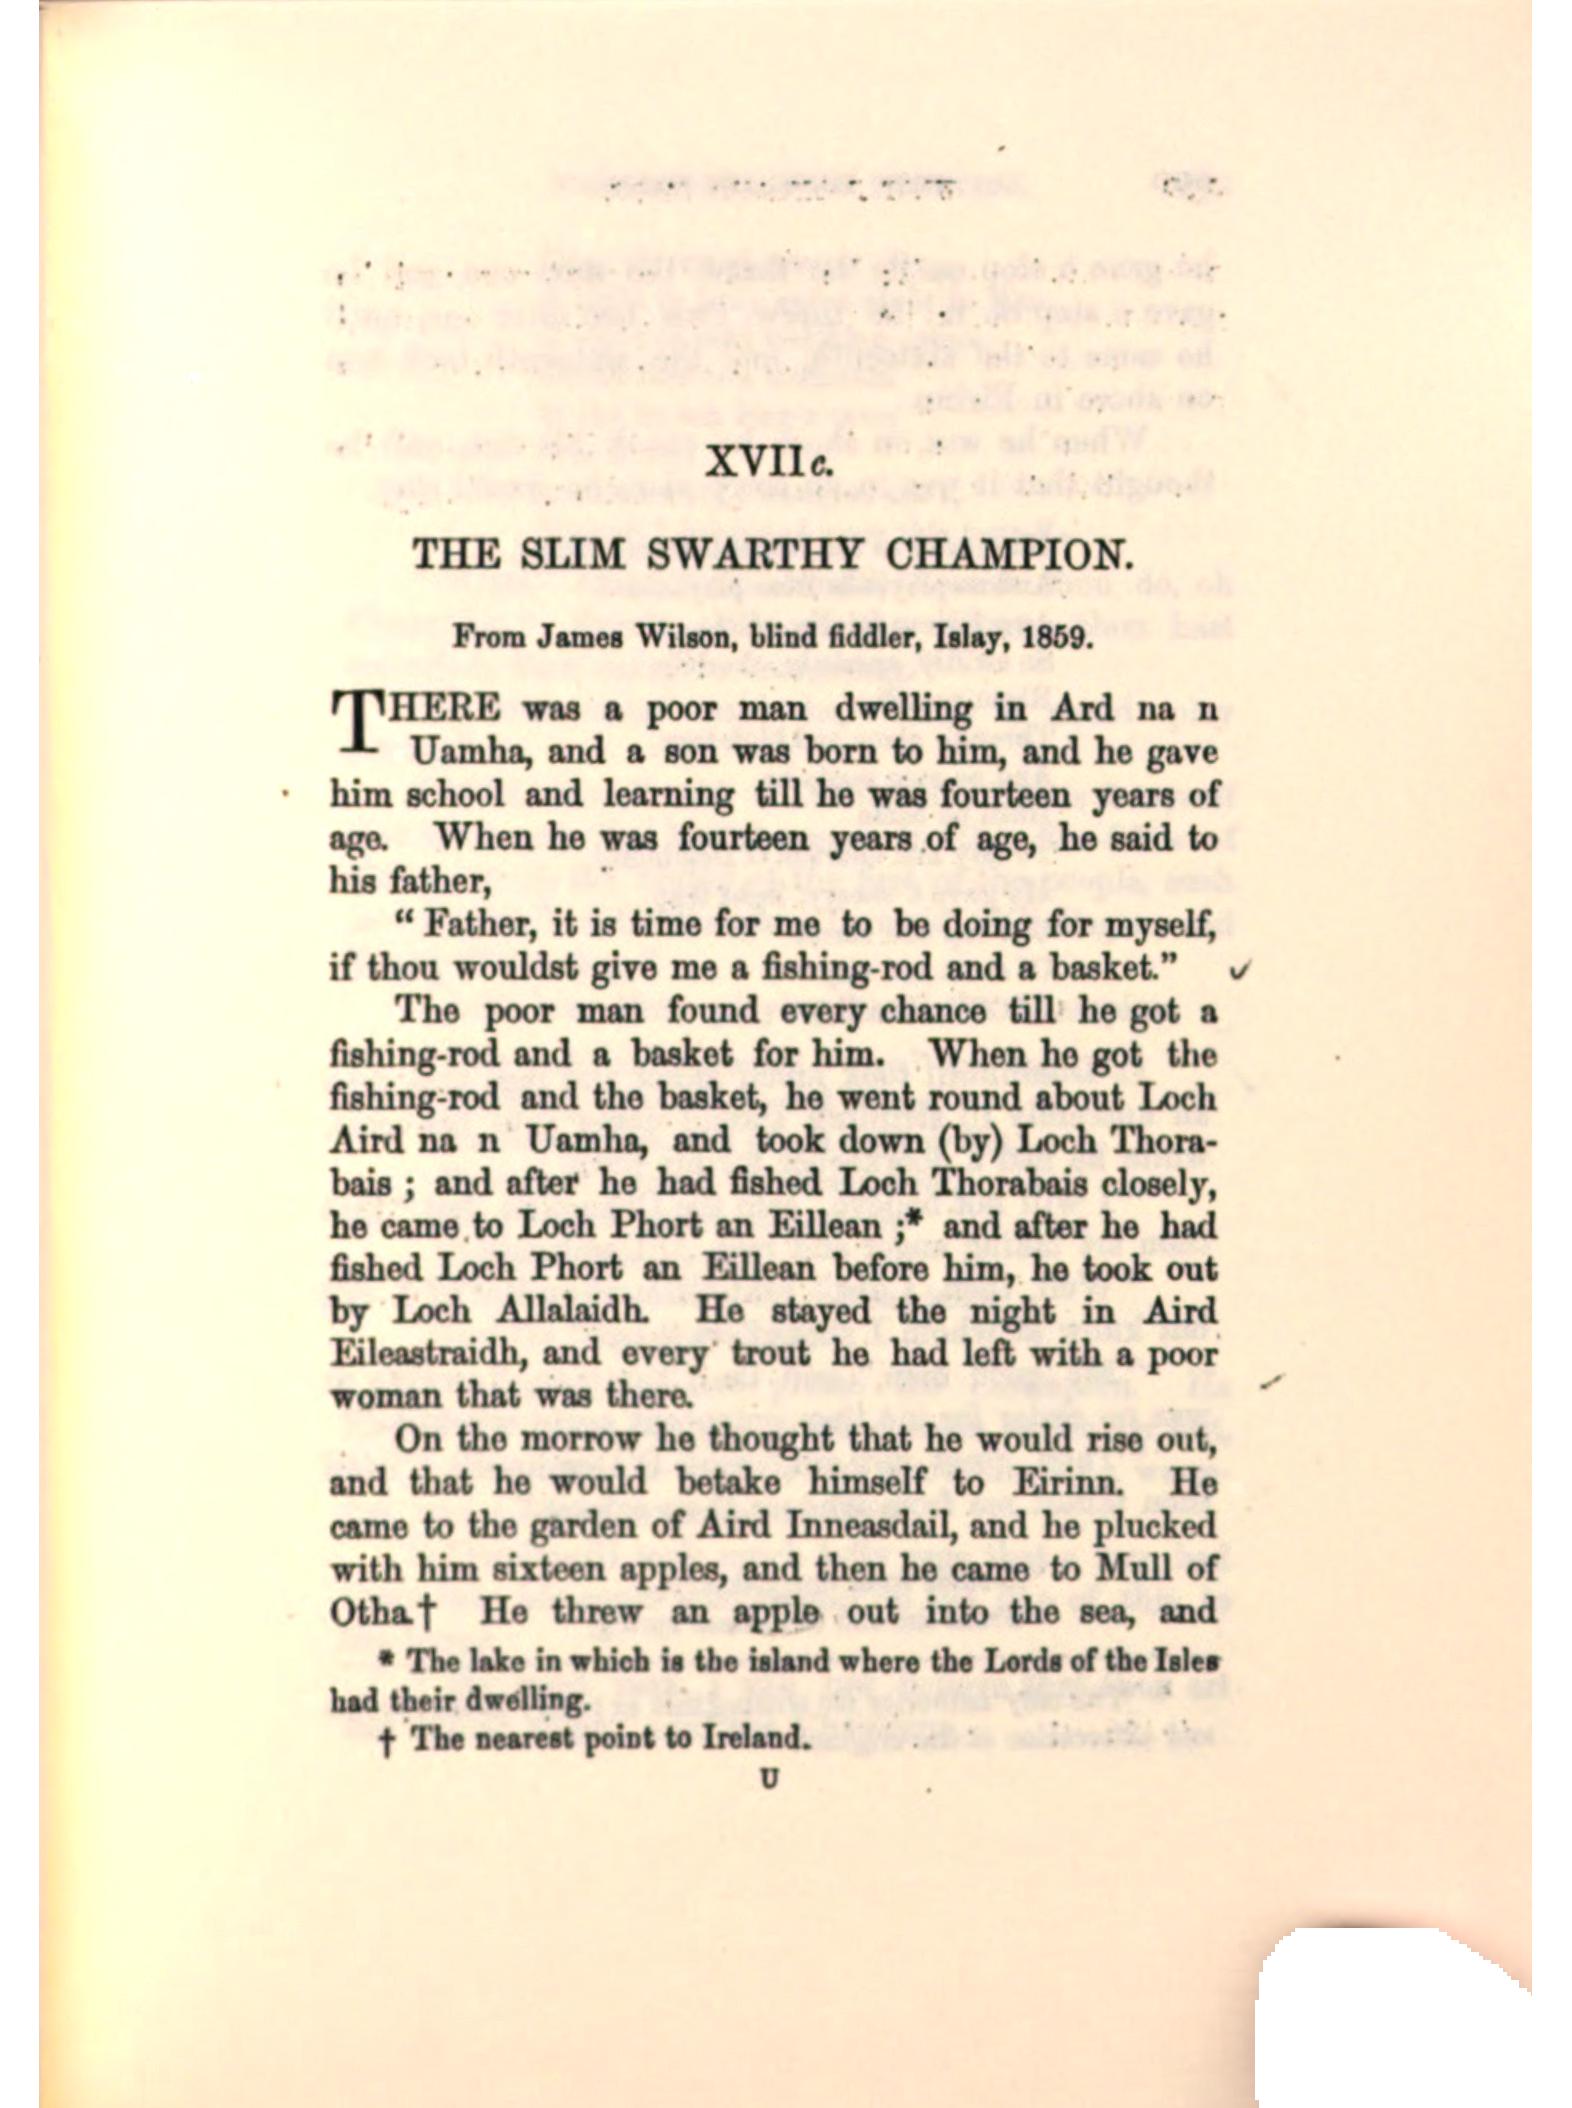 XVII c.
THE SLIM SWARTHY CHAMPION.
From James Wilson, blind fiddler, Islay, 1859.
THERE was a poor man dwelling in Ard na n
Uamha, and a son was born to him, and he gave
him school and learning till he was fourteen years of
age. When he was fourteen years of age, he said to
his father,
“ Father, it is time for me to be doing for myself,
if thou wouldst give me a fishing-rod and a basket.”
The poor man found every chance till he got a
fishing-rod and a basket for him. When he got the
fishing-rod and the basket, he went round about Loch
Aird na n Uamha, and took down (by) Loch Thora-
bais ; and after he had fished Loch Thorabais closely,
he came to Loch Phort an Eillean ;* and after he had
fished Loch Phort an Eillean before him, he took out
by Loch Allalaidh. He stayed the night in Aird
Eileastraidh, and every trout he had left with a poor
woman that was there.
On the morrow he thought that he would rise out,
and that he would betake himself to Eirinn. He
came to the garden of Aird Inneasdail, and he plucked
with him sixteen apples, and then he came to Mull of
Otha.† He threw an apple out into the sea, and
* The lake in which is the island where the Lords of the Isles
had their dwelling.
† The nearest point to Ireland.
U